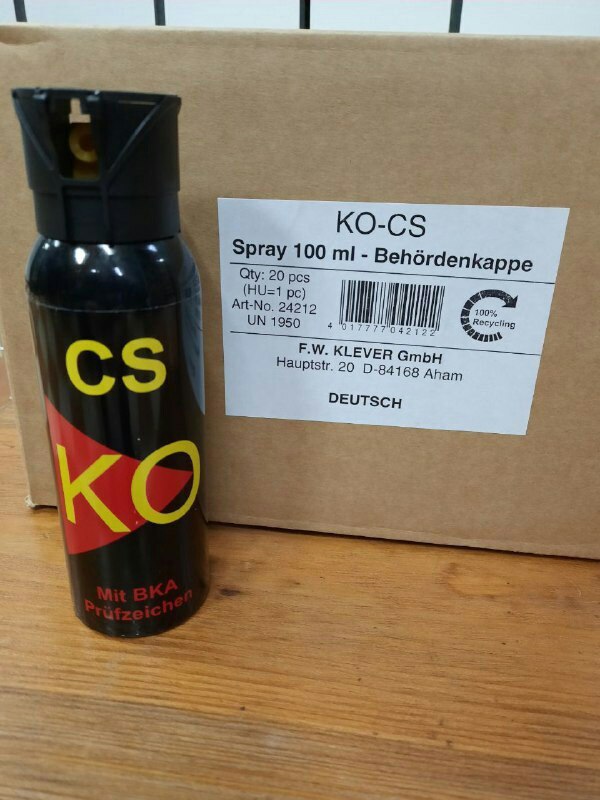 CS
KO
Mit BKA
Prüfzeichen
KO-CS
Spray 100 ml - Behördenkappe
Qty: 20 pcs
(HU=1 pc)
Art-No. 24212
UN 1950
4 017777 042122
100%
Recycling
F.W. KLEVER GmbH
Hauptstr. 20 D-84168 Aham
DEUTSCH